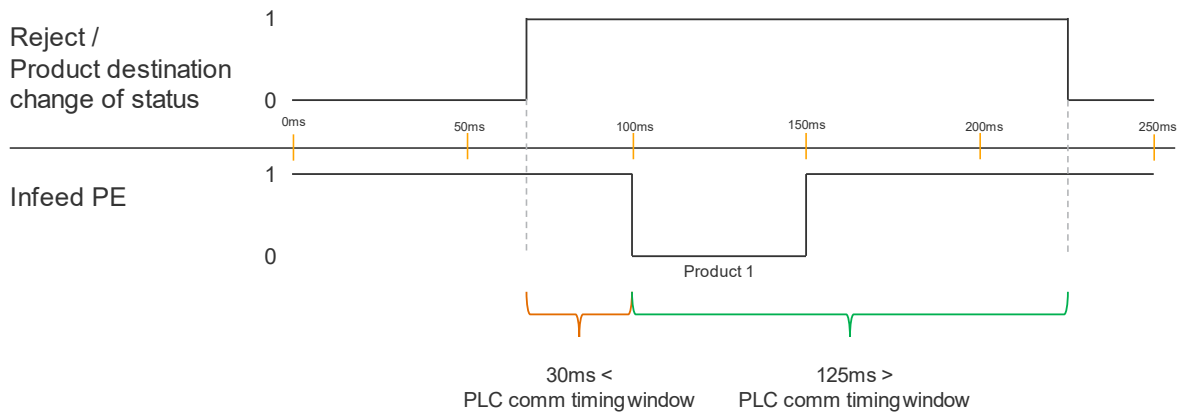 1
Reject /
Product destination
change of status
0
0ms
50ms
100ms
150ms
200ms
250ms
1
Infeed PE
0
Product 1
30ms <
PLC comm timing window
125ms >
PLC comm timing window